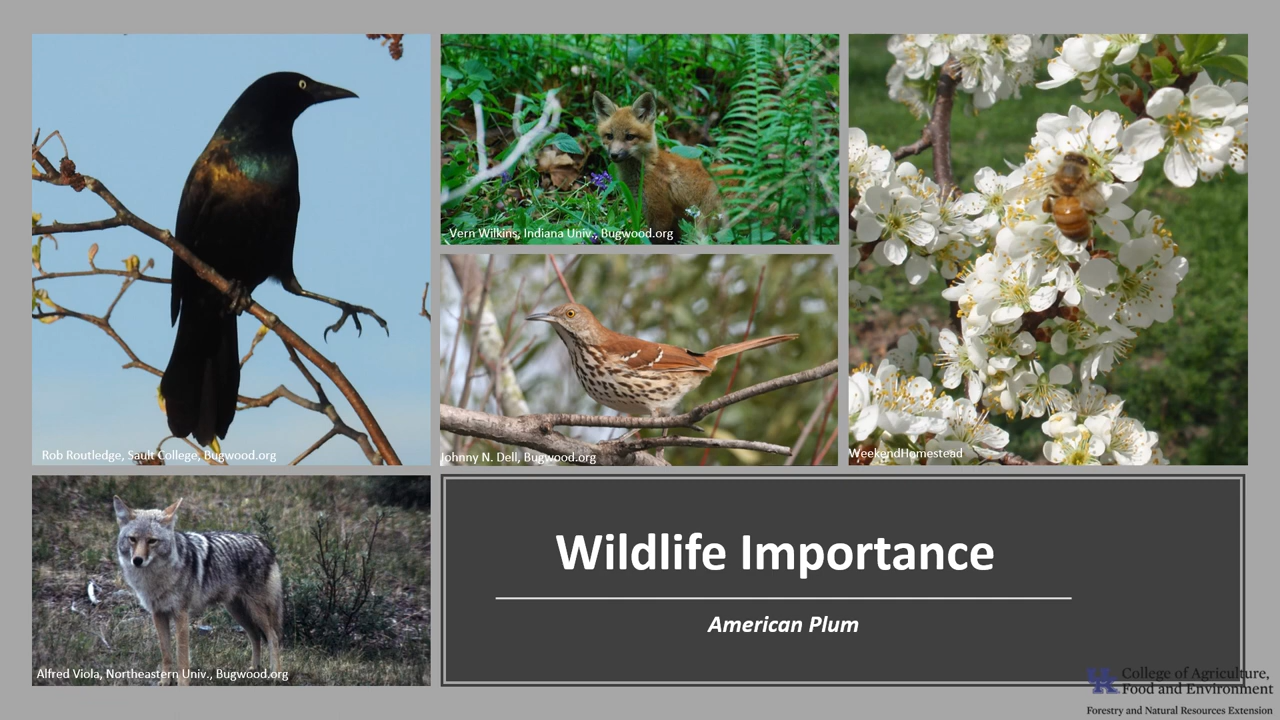 Vern Wilkins, Indiana Univ., Bugwood.org
Rob Routledge, Sault College, Bugwood.org
Johnny N. Dell, Bugwood.org
WeekendHomestead
Alfred Viola, Northeastern Univ., Bugwood.org
Wildlife Importance
American Plum
UK College of Agriculture,
Food and Environment
Forestry and Natural Resources Extension